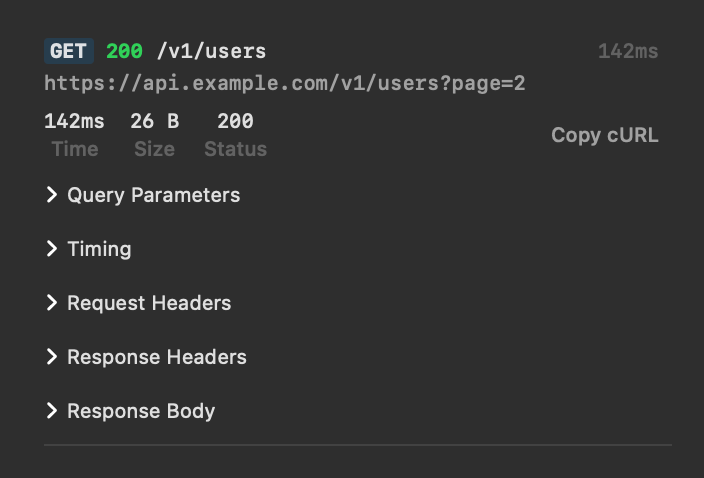 GET 200 /v1/users 142ms
https://api.example.com/v1/users?page=2
142ms 26 B 200
Time Size Status
Copy cURL
Query Parameters
Timing
Request Headers
Response Headers
Response Body